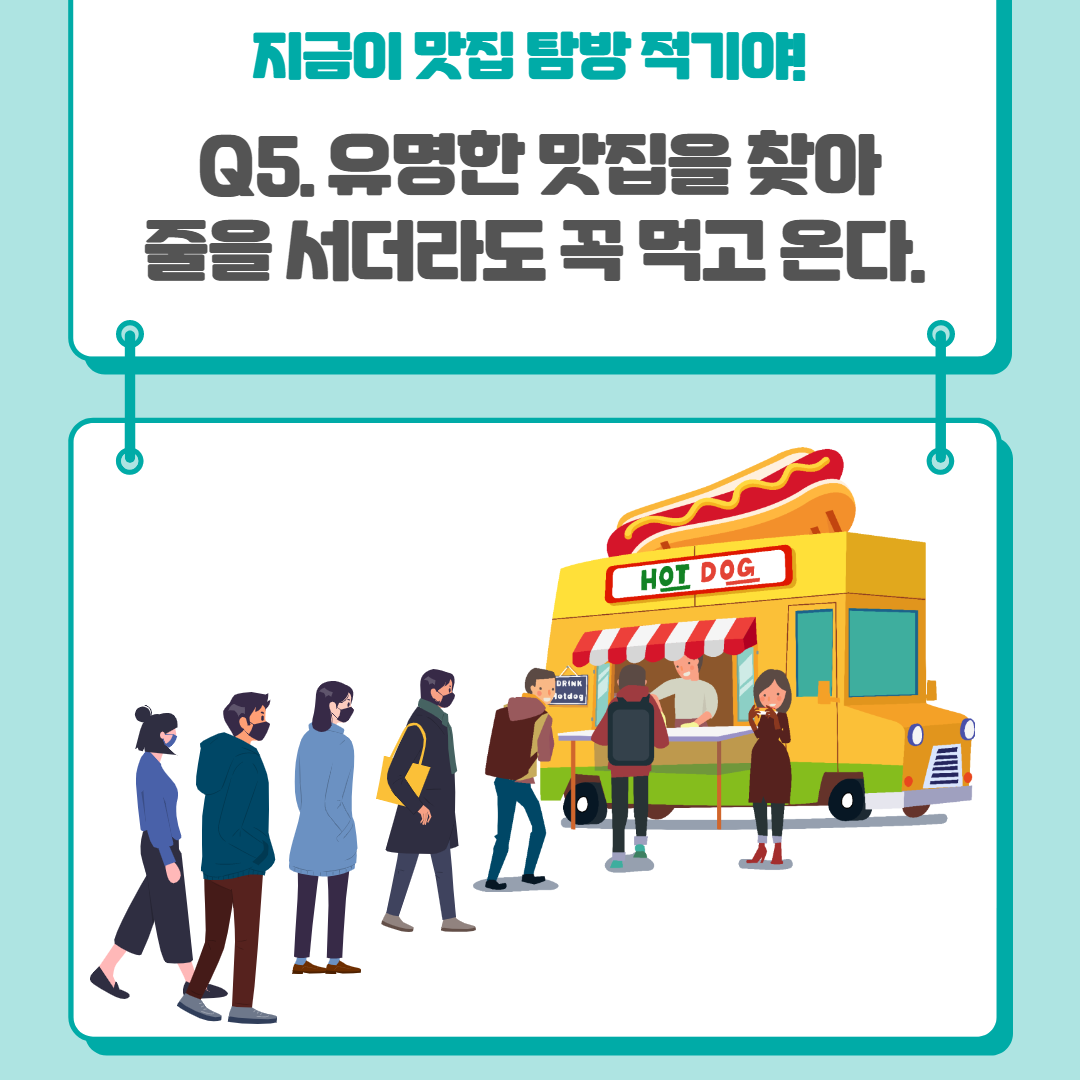 지금이 맛집 탐방 적기야!
Q5. 유명한 맛집을 찾아
줄을 서더라도 꼭 먹고 온다.
HOT DOG
DRINK
Hotdog